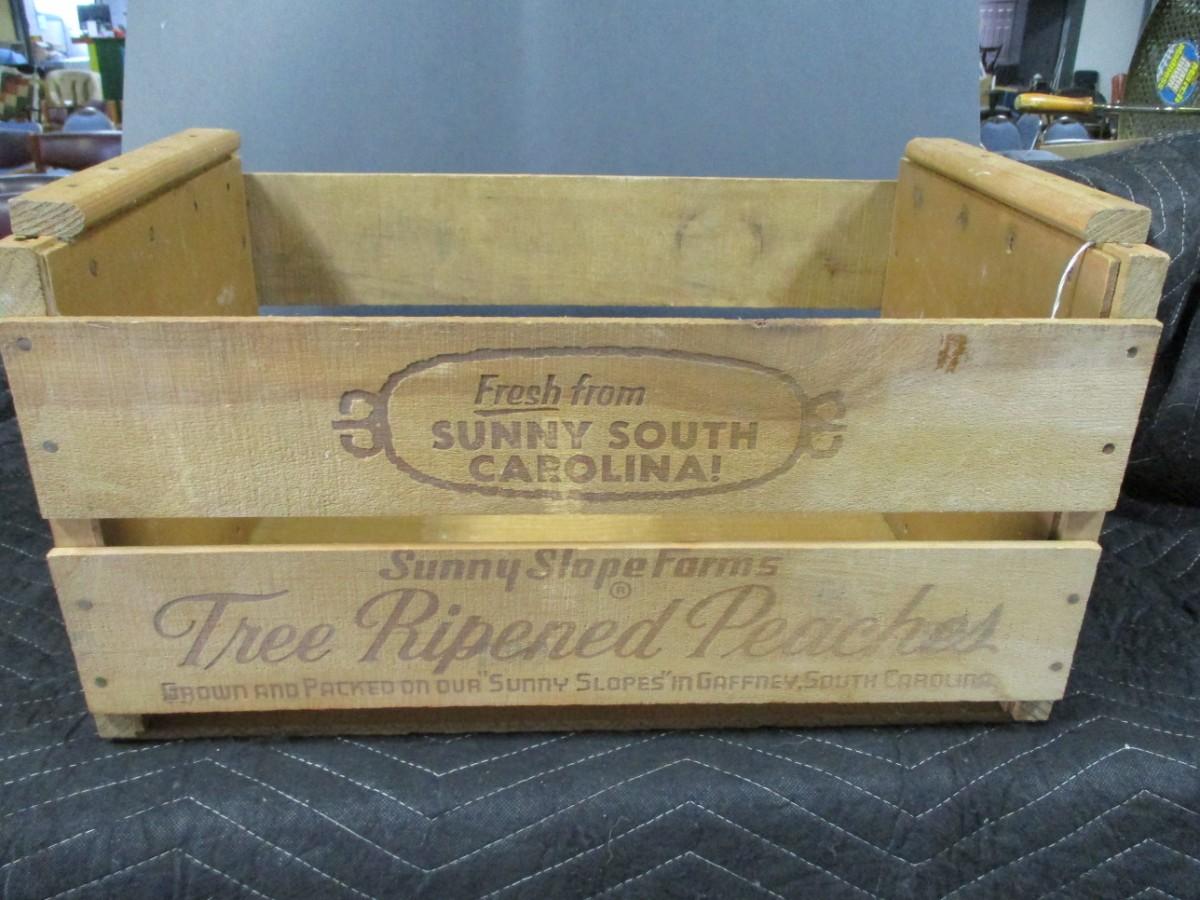 Fresh from
SUNNY SOUTH
CAROLINA!
Sunny Slope Farms
®
Tree Ripened Peaches
GROWN AND PACKED ON OUR "SUNNY SLOPES" IN GAFFNEY, SOUTH CAROLINA